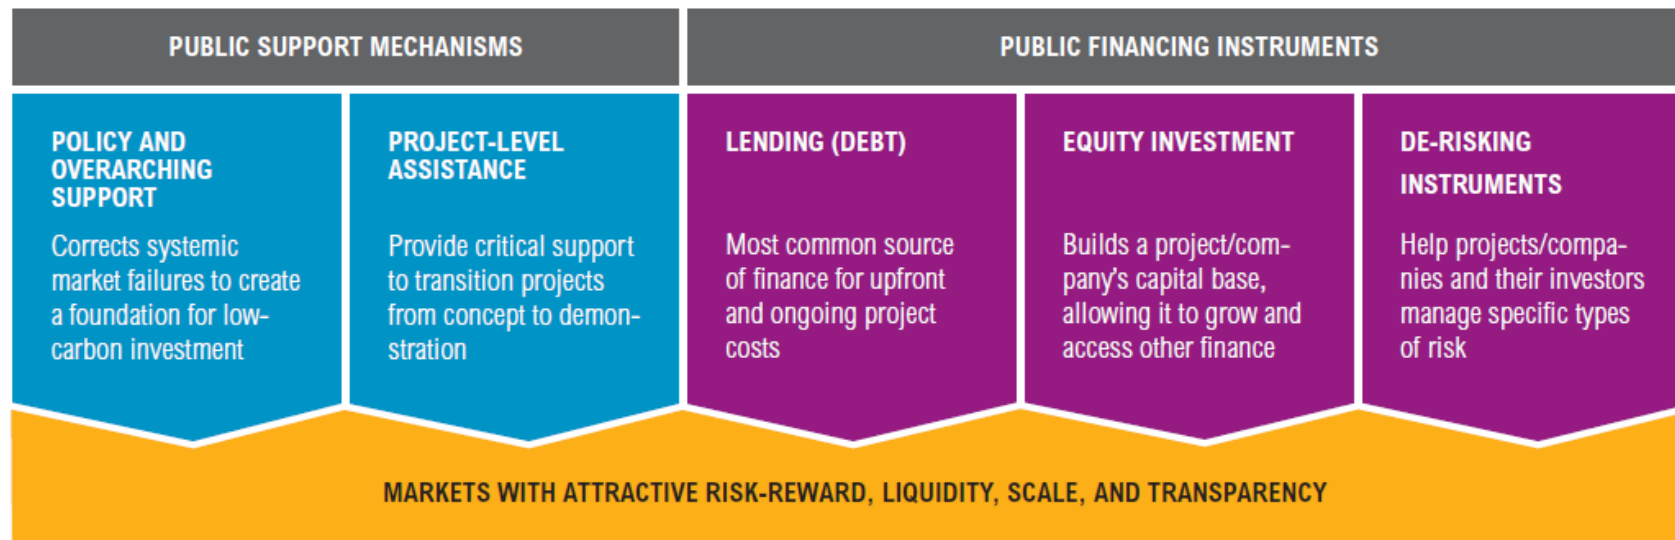 PUBLIC SUPPORT MECHANISMS
PUBLIC FINANCING INSTRUMENTS
POLICY AND
OVERARCHING
SUPPORT
Corrects systemic
market failures to create
a foundation for low-
carbon investment
PROJECT-LEVEL
ASSISTANCE
Provide critical support
to transition projects
from concept to demon-
stration
LENDING (DEBT)
Most common source
of finance for upfront
and ongoing project
costs
EQUITY INVESTMENT
Builds a project/com-
pany's capital base,
allowing it to grow and
access other finance
DE-RISKING
INSTRUMENTS
Help projects/compa-
nies and their investors
manage specific types
of risk
MARKETS WITH ATTRACTIVE RISK-REWARD, LIQUIDITY, SCALE, AND TRANSPARENCY